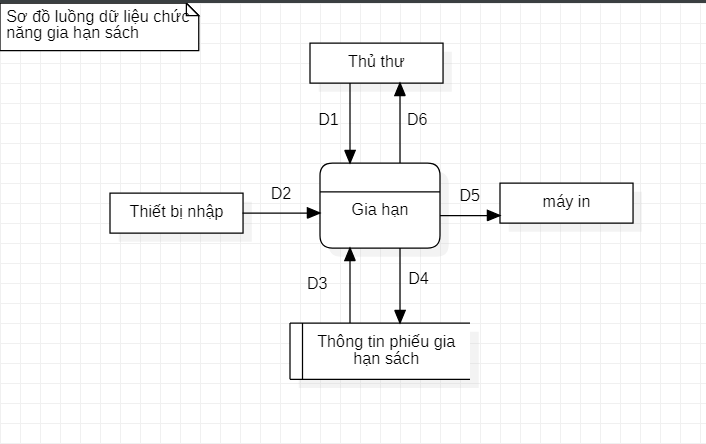 Sơ đồ luồng dữ liệu chức
năng gia hạn sách
Thủ thư
D1
D6
D2
D5
Thiết bị nhập
Gia hạn
máy in
D3
D4
Thông tin phiếu gia
hạn sách